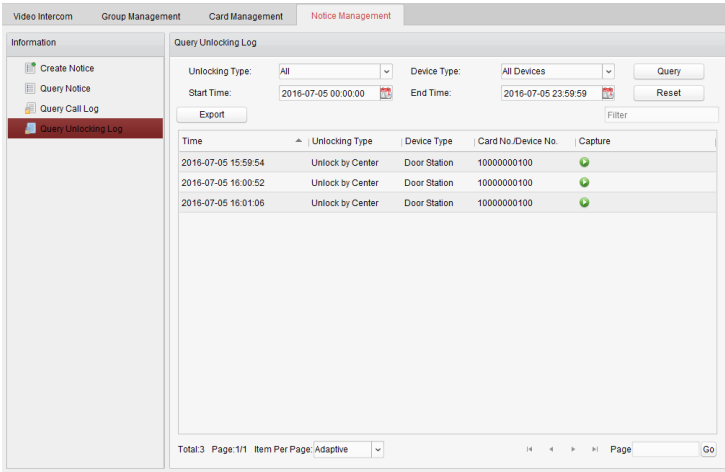 Video Intercom Group Management Card Management Notice Management
Information
Create Notice
Query Notice
Query Call Log
Query Unlocking Log
Query Unlocking Log
Unlocking Type: All Device Type: All Devices Query
Start Time: 2016-07-05 00:00:00 End Time: 2016-07-05 23:59:59 Reset
Export Filter
Time Unlocking Type Device Type Card No./Device No. Capture
2016-07-05 15:59:54 Unlock by Center Door Station 10000000100
2016-07-05 16:00:52 Unlock by Center Door Station 10000000100
2016-07-05 16:01:06 Unlock by Center Door Station 10000000100
Total:3 Page:1/1 Item Per Page: Adaptive Page Go